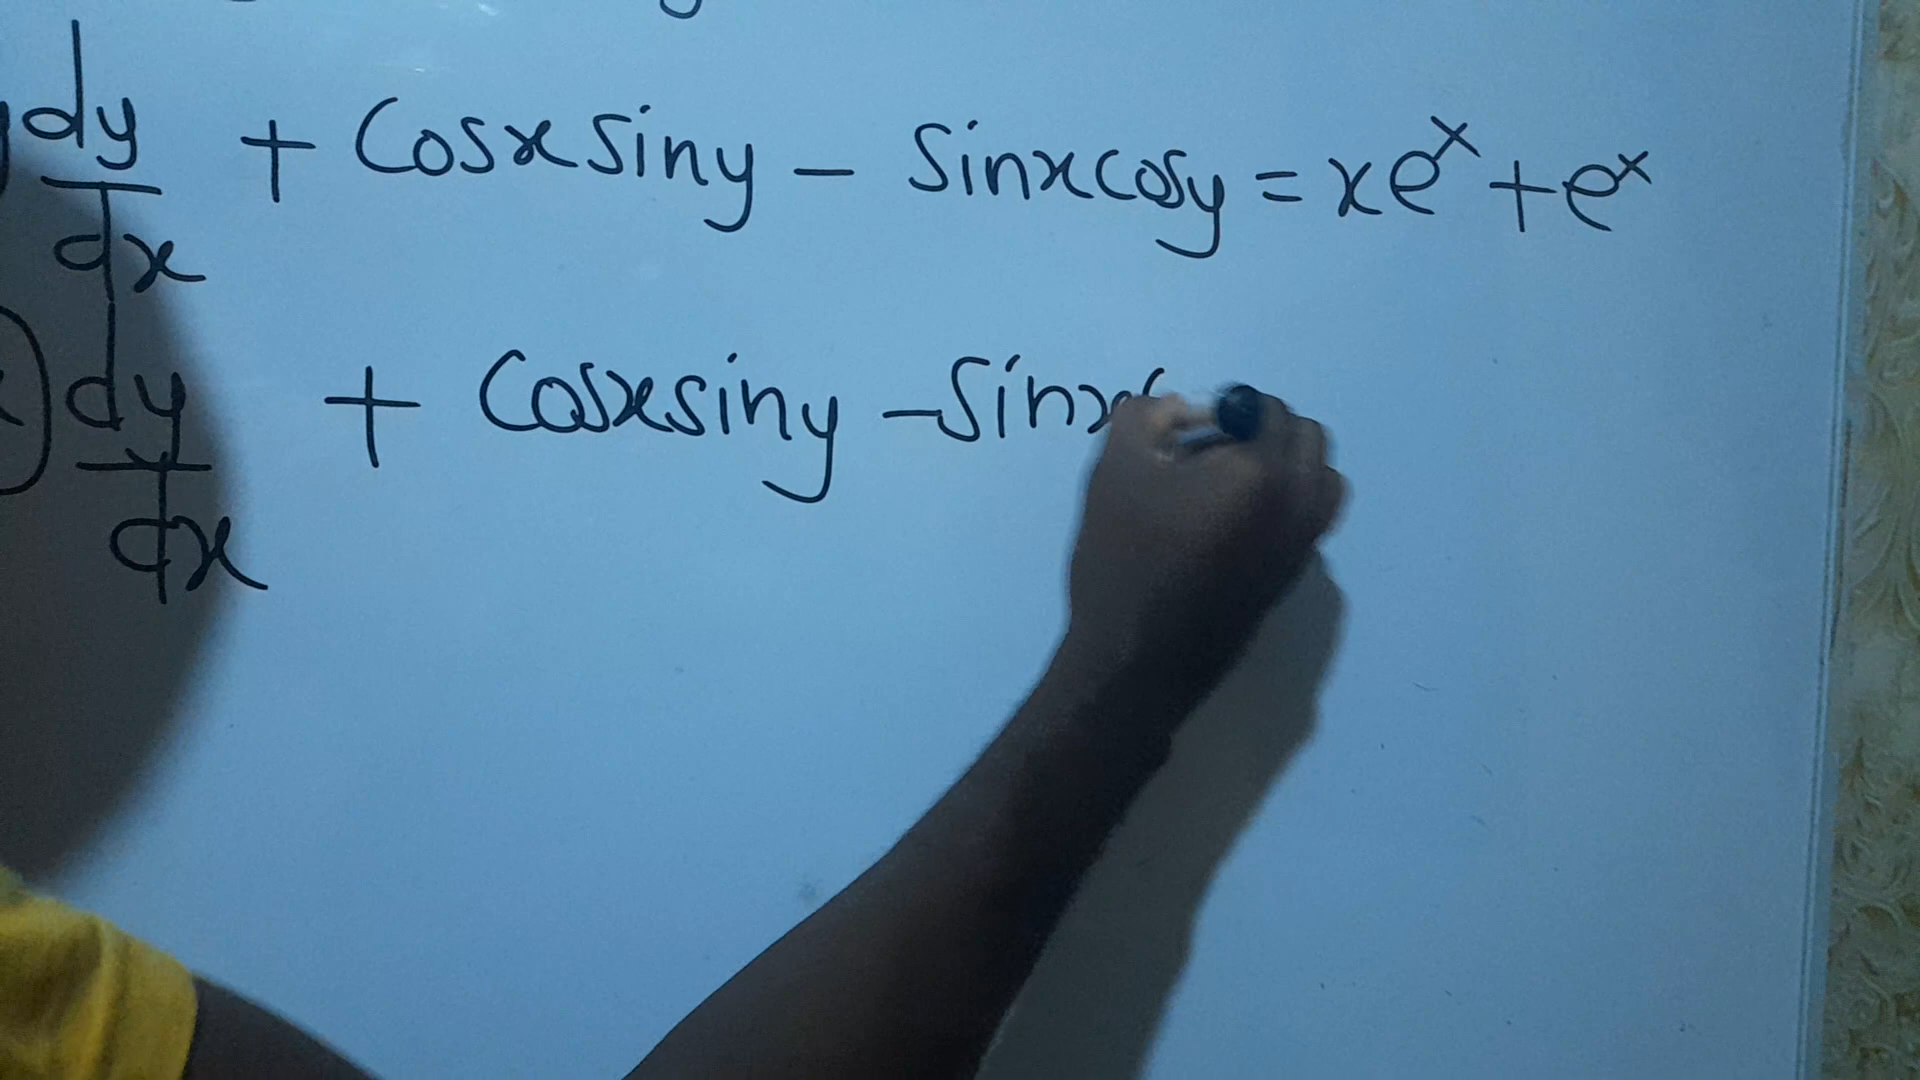 dy/dx + Cosx siny - Sinx cosy = xe^x + e^x
) dy/dx + Cosx siny - Sinx